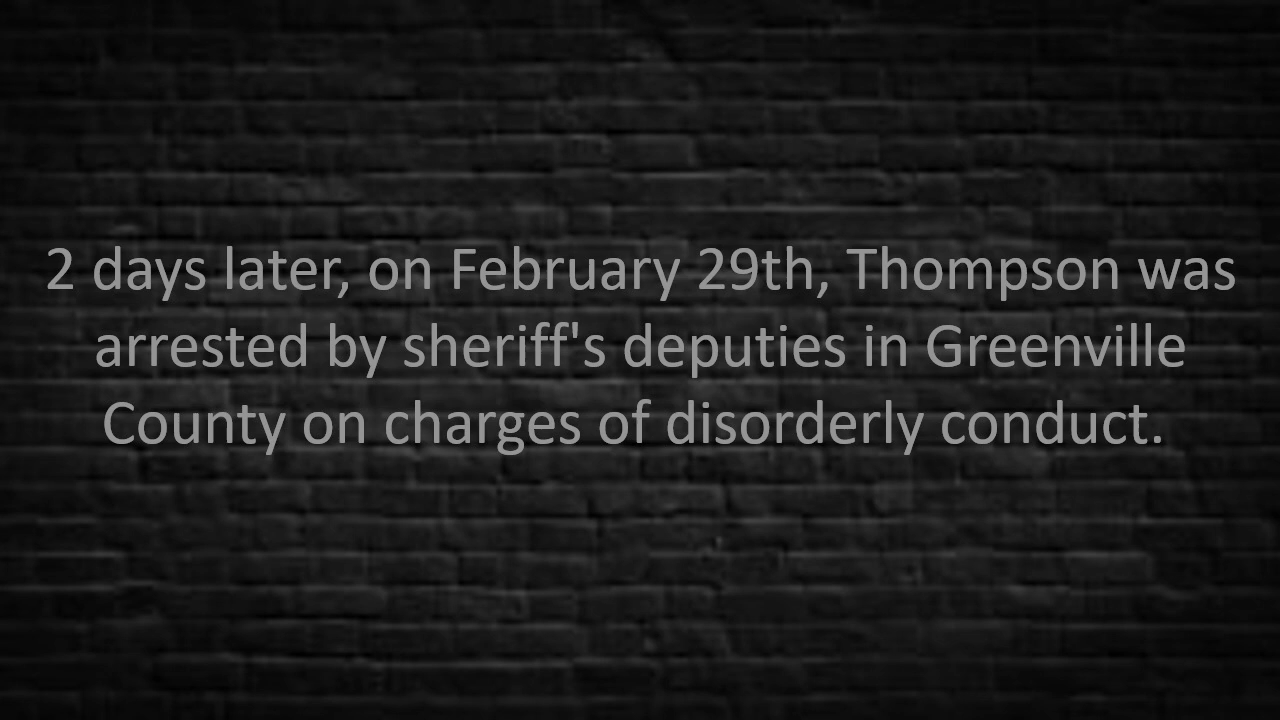 2 days later, on February 29th, Thompson was
arrested by sheriff's deputies in Greenville
County on charges of disorderly conduct.